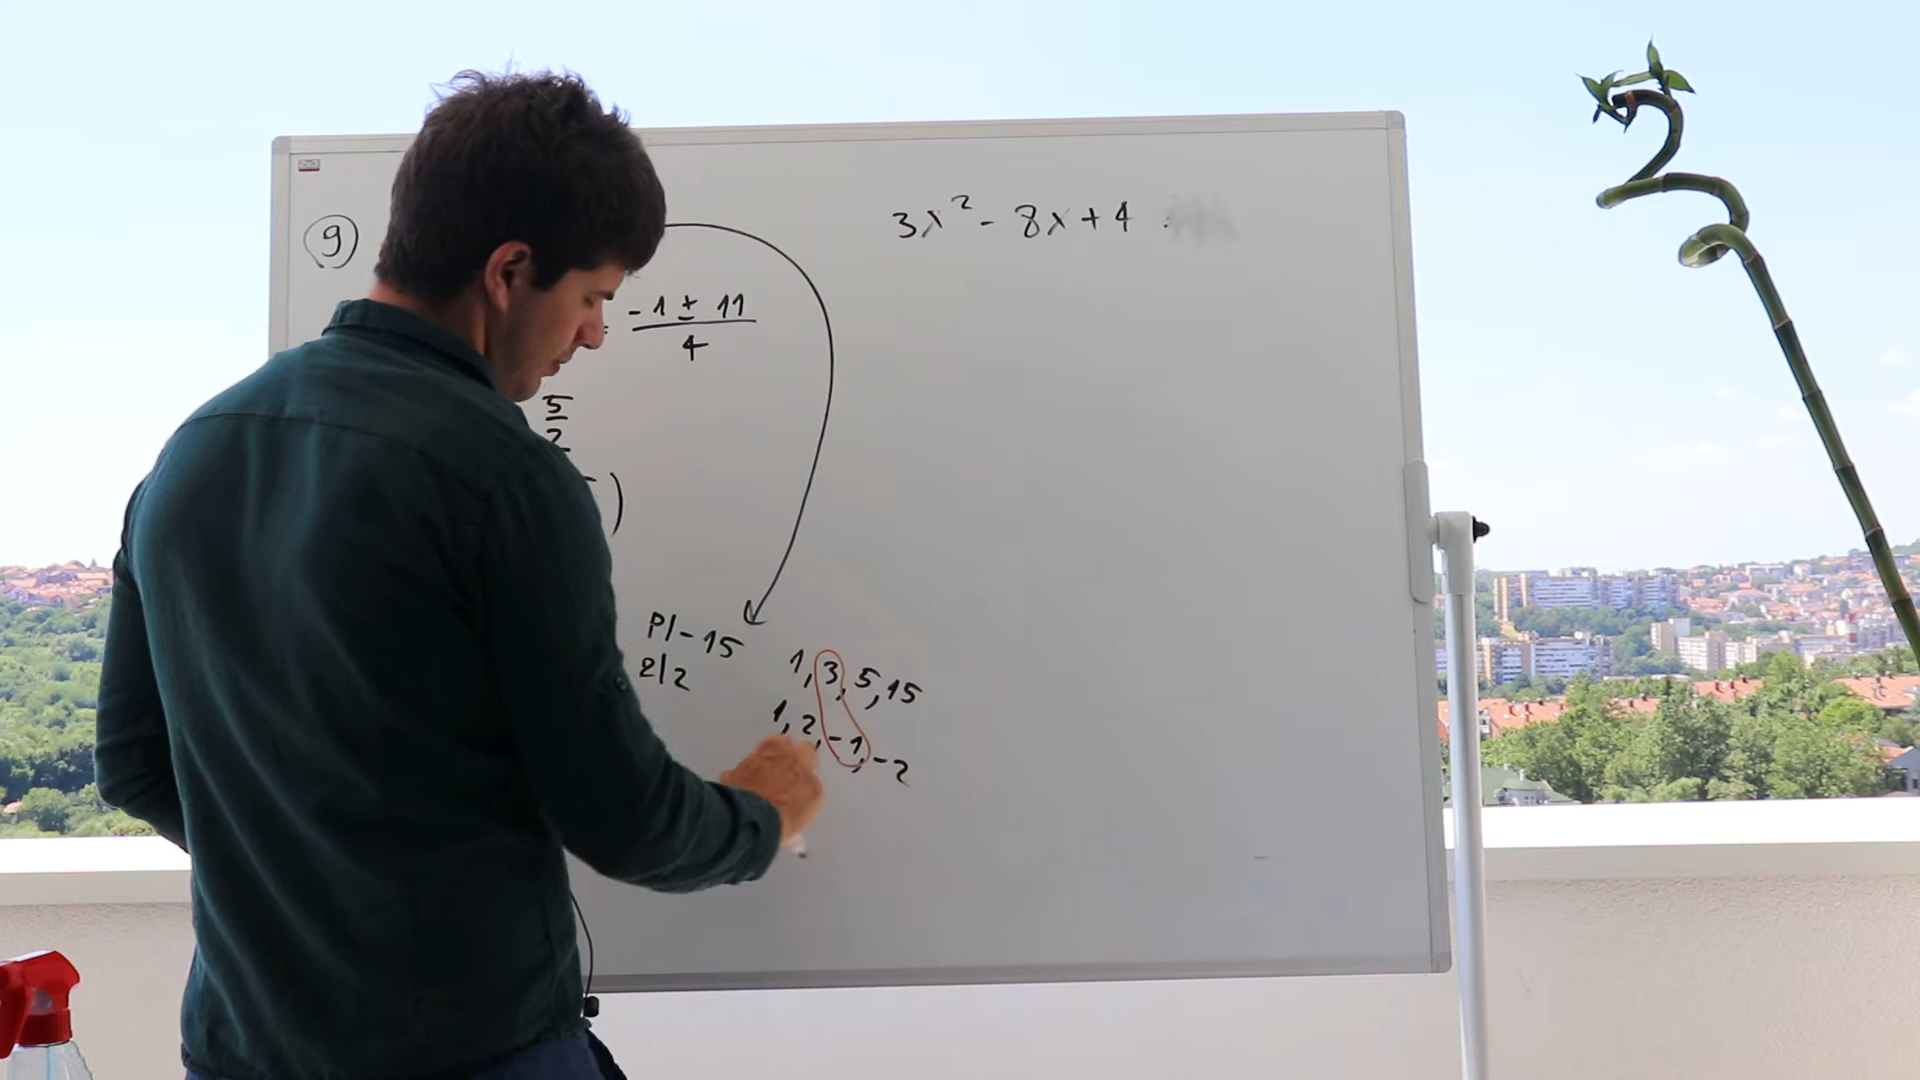 9
3x² - 8x + 4
= (-1 ± 11)/4
5/2
)
p|-15
2|2
1, 3, 5, 15
1, 2, -1, -2